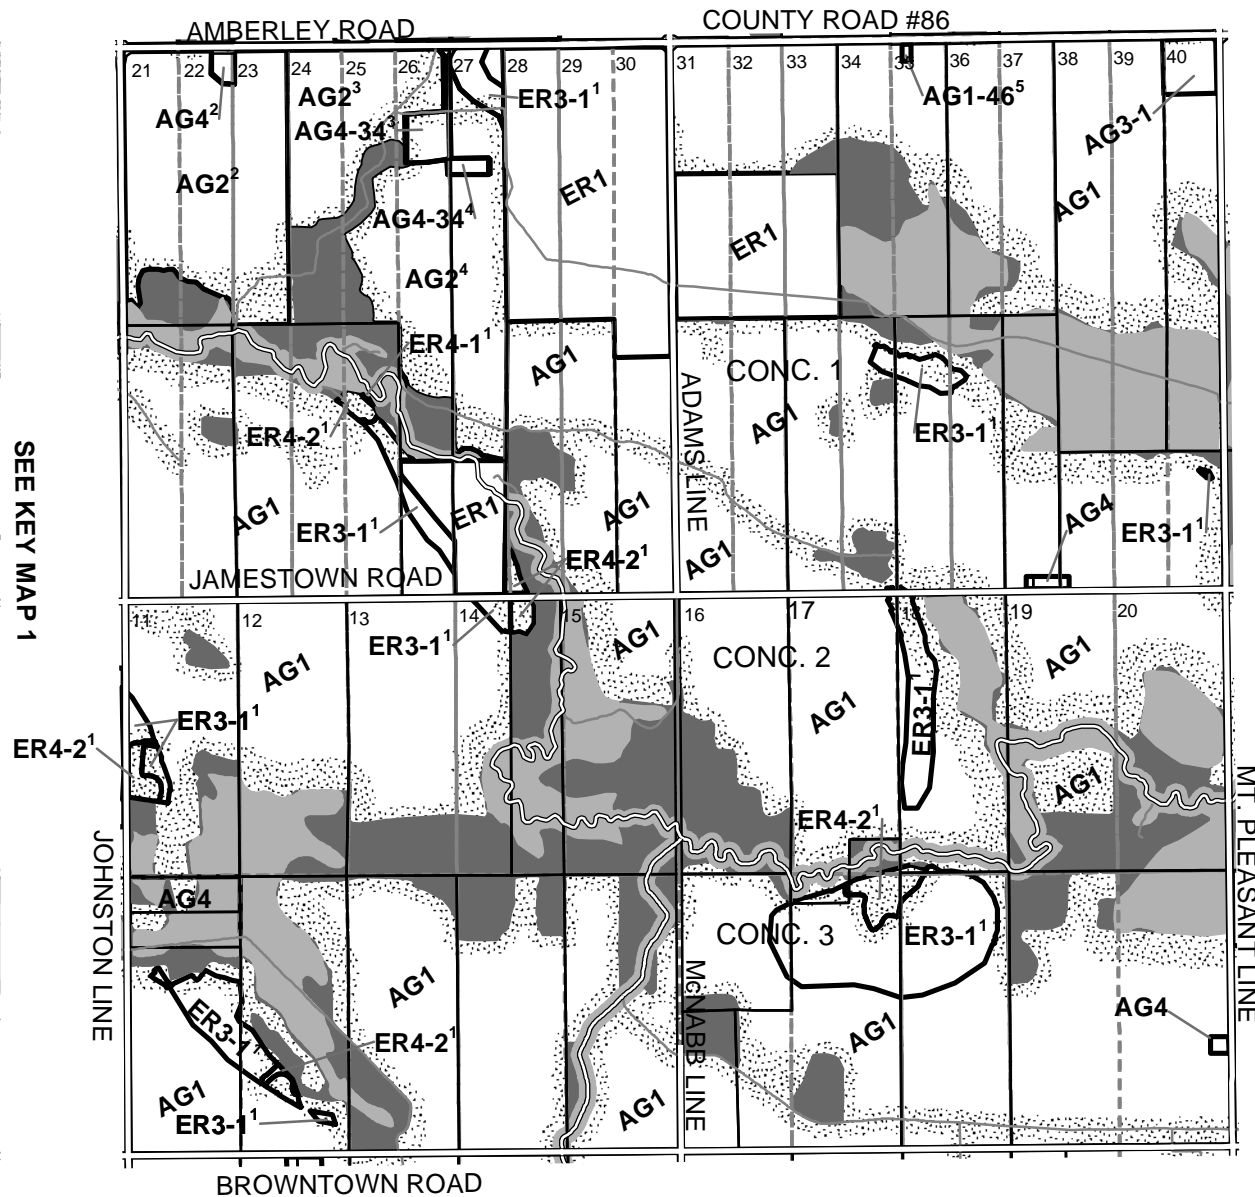 AMBERLEY ROAD
COUNTY ROAD #86
21 22 23 24 25 26 27 28 29 30 31 32 33 34 35 36 37 38 39 40
AG4²
AG2³
AG4-34³
ER3-1¹
AG1-46⁵
AG3-1
AG2²
ER1
AG1
AG4-34⁴
ER1
AG2⁴
ER4-1¹
AG1
CONC. 1
AG1
ER4-2¹
ER3-1¹
ADAMS LINE
SEE KEY MAP 1
AG1
ER3-1¹
ER1
AG1
AG1
AG4
ER3-1¹
ER4-2¹
JAMESTOWN ROAD
11 12 13 14 15 16 17 18 19 20
ER3-1¹
AG1
AG1
CONC. 2
AG1
AG1
ER3-1¹
ER3-1¹
ER4-2¹
AG1
ER4-2¹
MT. PLEASANT LINE
JOHNSTON LINE
AG4
CONC. 3
ER3-1¹
AG1
McNABB LINE
ER3-1¹
ER4-2¹
AG1
AG4
AG1
ER3-1¹
AG1
BROWNTOWN ROAD